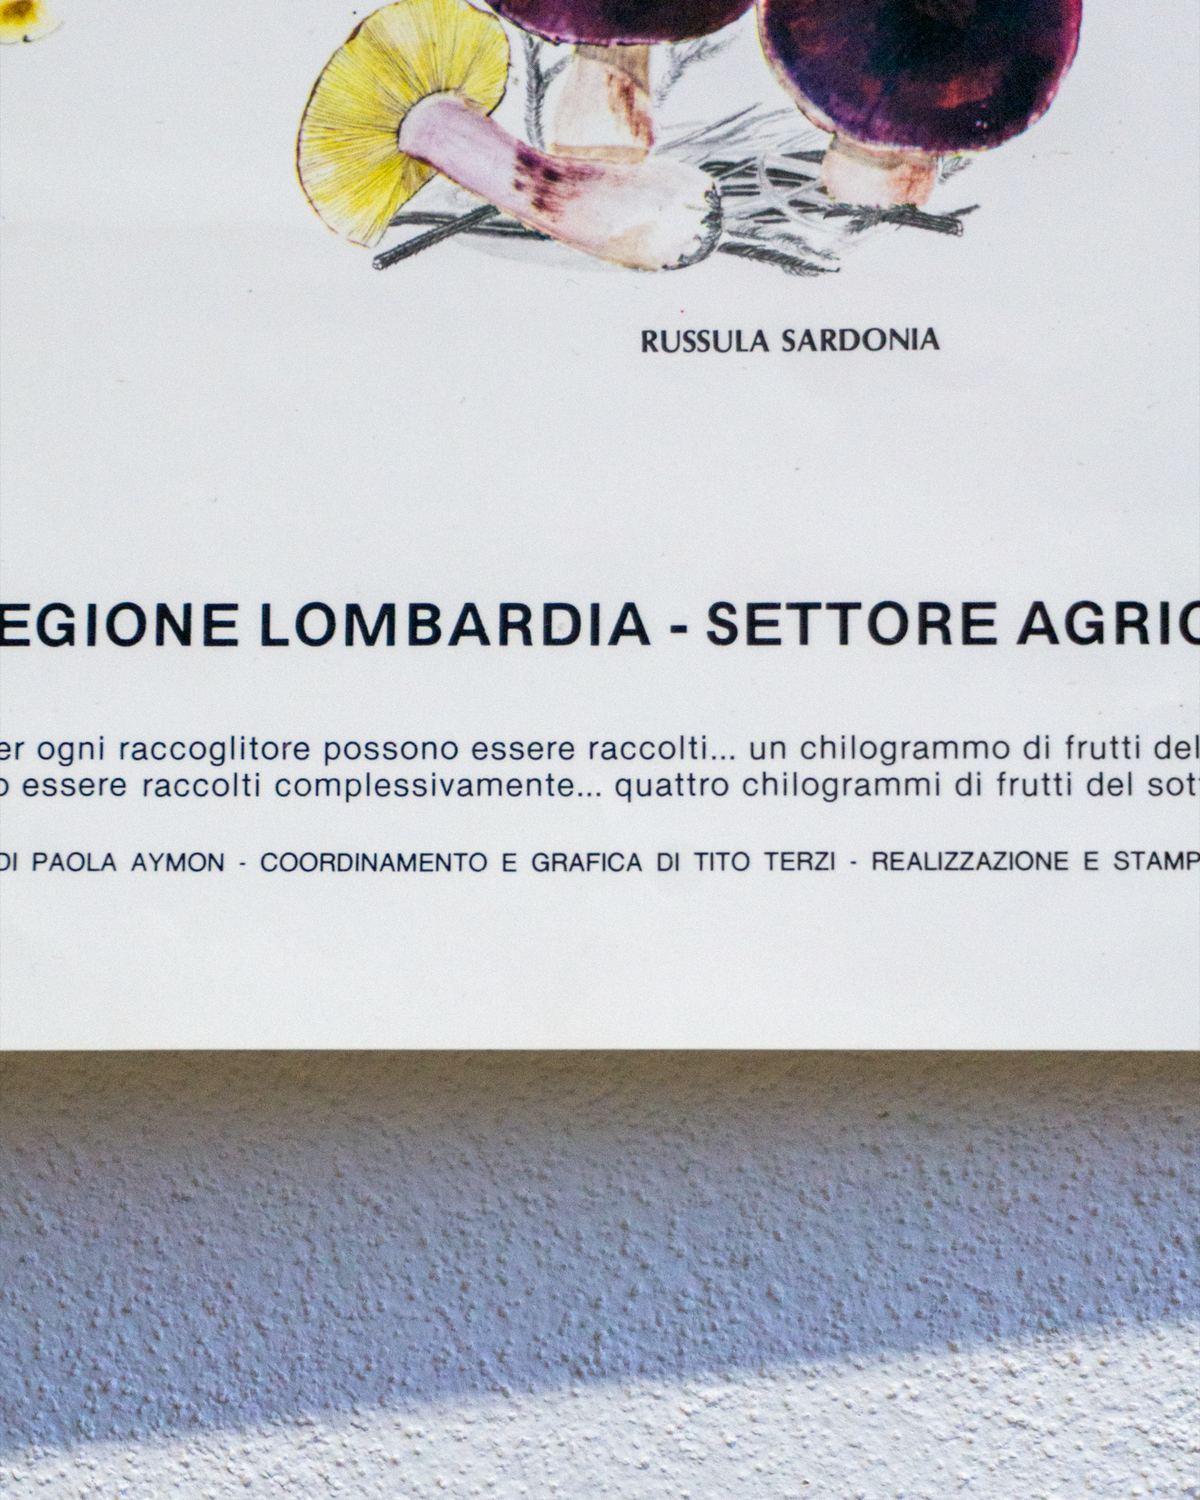 RUSSULA SARDONIA
EGIONE LOMBARDIA - SETTORE AGRIC
er ogni raccoglitore possono essere raccolti... un chilogrammo di frutti del
o essere raccolti complessivamente... quattro chilogrammi di frutti del sott
DI PAOLA AYMON - COORDINAMENTO E GRAFICA DI TITO TERZI - REALIZZAZIONE E STAMP